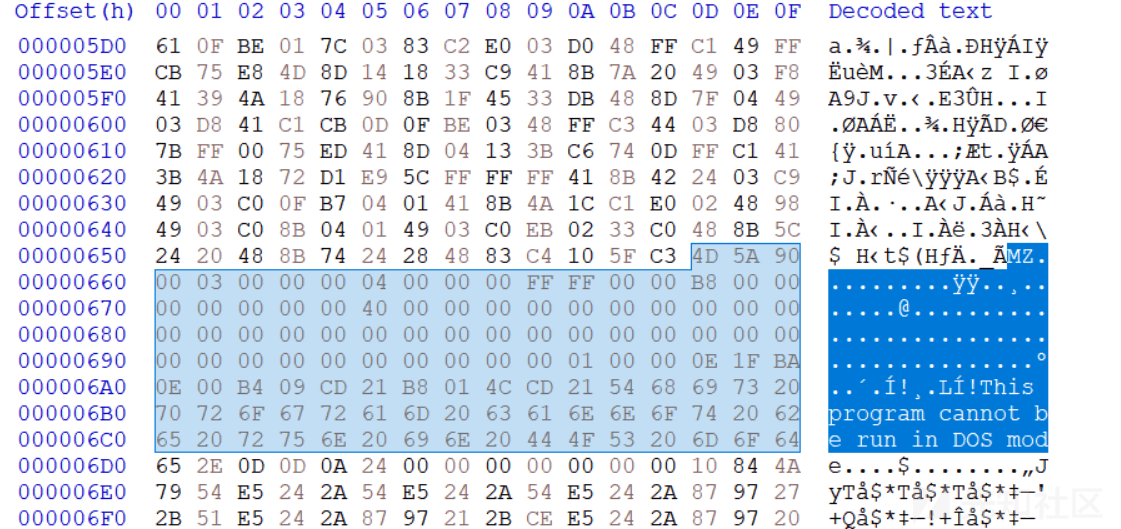 Offset(h) 00 01 02 03 04 05 06 07 08 09 0A 0B 0C 0D 0E 0F Decoded text
000005D0 61 0F BE 01 7C 03 83 C2 E0 03 D0 48 FF C1 49 FF a.¾.|.ƒÂà.ÐHÿÁIÿ
000005E0 CB 75 E8 4D 8D 14 18 33 C9 41 8B 7A 20 49 03 F8 ËuèM...3ÉA‹z I.ø
000005F0 41 39 4A 18 76 90 8B 1F 45 33 DB 48 8D 7F 04 49 A9J.v.‹.E3ÛH...I
00000600 03 D8 41 C1 CB 0D 0F BE 03 48 FF C3 44 03 D8 80 .ØAÁË..¾.HÿÃD.Ø€
00000610 7B FF 00 75 ED 41 8D 04 13 3B C6 74 0D FF C1 41 {ÿ.uíA...;Æt.ÿÁA
00000620 3B 4A 18 72 D1 E9 5C FF FF FF 41 8B 42 24 03 C9 ;J.rÑé\ÿÿÿA‹B$.É
00000630 49 03 C0 0F B7 04 01 41 8B 4A 1C C1 E0 02 48 98 I.À.·..A‹J.Áà.H˜
00000640 49 03 C0 8B 04 01 49 03 C0 EB 02 33 C0 48 8B 5C I.À‹..I.Àë.3ÀH‹\
00000650 24 20 48 8B 74 24 28 48 83 C4 10 5F C3 4D 5A 90 $ H‹t$(HƒÄ._ÃMZ.
00000660 00 03 00 00 00 04 00 00 00 FF FF 00 00 B8 00 00 .........ÿÿ..¸..
00000670 00 00 00 00 00 40 00 00 00 00 00 00 00 00 00 00 .....@..........
00000680 00 00 00 00 00 00 00 00 00 00 00 00 00 00 00 00 ................
00000690 00 00 00 00 00 00 00 00 00 00 01 00 00 0E 1F BA ...............º
000006A0 0E 00 B4 09 CD 21 B8 01 4C CD 21 54 68 69 73 20 ..´.Í!¸.LÍ!This
000006B0 70 72 6F 67 72 61 6D 20 63 61 6E 6E 6F 74 20 62 program cannot b
000006C0 65 20 72 75 6E 20 69 6E 20 44 4F 53 20 6D 6F 64 e run in DOS mod
000006D0 65 2E 0D 0D 0A 24 00 00 00 00 00 00 00 10 84 4A e....$........„J
000006E0 79 54 E5 24 2A 54 E5 24 2A 54 E5 24 2A 87 97 27 yTå$*Tå$*Tå$*‡—'
000006F0 2B 51 E5 24 2A 87 97 21 2B CE E5 24 2A 87 97 20 +Qå$*‡—!+Îå$*‡—